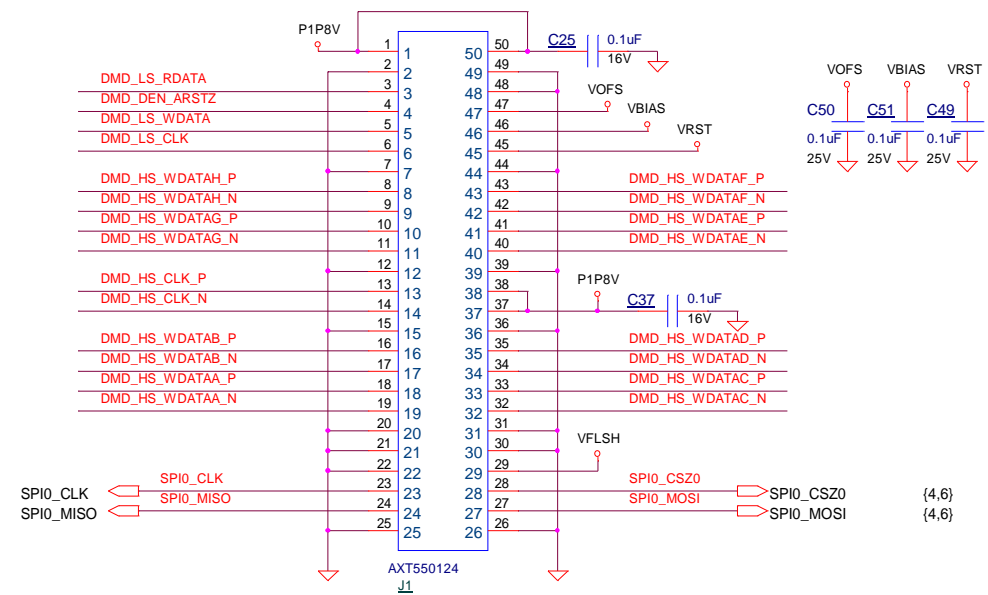 P1P8V
1 1 50 50 C25 0.1uF
16V
2 2 49 49
DMD_LS_RDATA 3 3 48 48
DMD_DEN_ARSTZ 4 4 47 47 VOFS
DMD_LS_WDATA 5 5 46 46 VBIAS
DMD_LS_CLK 6 6 45 45 VRST
7 7 44 44
DMD_HS_WDATAH_P 8 8 43 43 DMD_HS_WDATAF_P
DMD_HS_WDATAH_N 9 9 42 42 DMD_HS_WDATAF_N
DMD_HS_WDATAG_P 10 10 41 41 DMD_HS_WDATAE_P
DMD_HS_WDATAG_N 11 11 40 40 DMD_HS_WDATAE_N
12 12 39 39
DMD_HS_CLK_P 13 13 38 38 P1P8V
DMD_HS_CLK_N 14 14 37 37 C37 0.1uF
16V
15 15 36 36
DMD_HS_WDATAB_P 16 16 35 35 DMD_HS_WDATAD_P
DMD_HS_WDATAB_N 17 17 34 34 DMD_HS_WDATAD_N
DMD_HS_WDATAA_P 18 18 33 33 DMD_HS_WDATAC_P
DMD_HS_WDATAA_N 19 19 32 32 DMD_HS_WDATAC_N
20 20 31 31
21 21 30 30
22 22 29 29 VFLSH
SPI0_CLK SPI0_CLK 23 23 28 28 SPI0_CSZ0 SPI0_CSZ0 {4,6}
SPI0_MISO SPI0_MISO 24 24 27 27 SPI0_MOSI SPI0_MOSI {4,6}
25 25 26 26
AXT550124
J1
VOFS VBIAS VRST
C50 C51 C49
0.1uF 0.1uF 0.1uF
25V 25V 25V